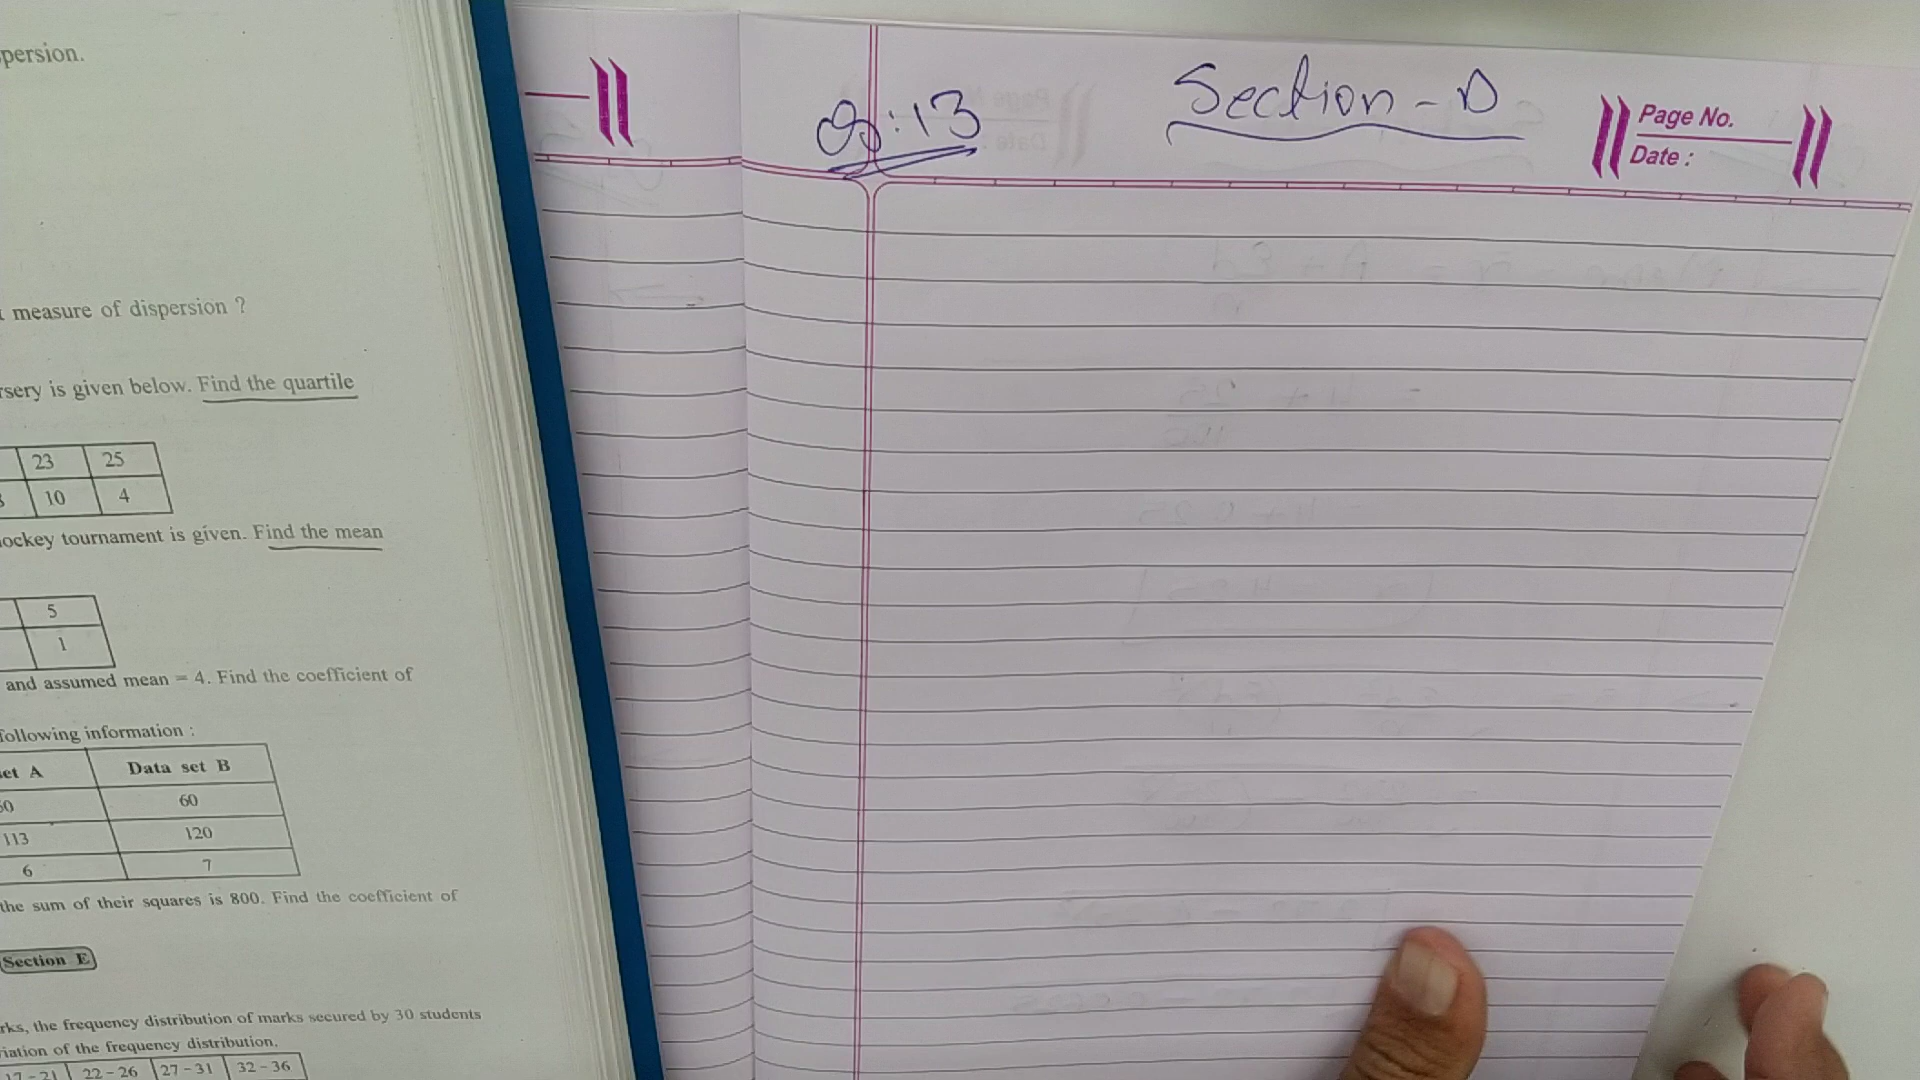 persion.
measure of dispersion ?
rsery is given below. Find the quartile
23 25
10 4
ockey tournament is given. Find the mean
5
1
and assumed mean = 4. Find the coefficient of
following information :
set A Data set B
60
113 120
6 7
the sum of their squares is 800. Find the coefficient of
Section E
rks, the frequency distribution of marks secured by 30 students
riation of the frequency distribution.
17 - 21 22 - 26 27 - 31 32 - 36
Q:13
Section - D
Page No.
Date :